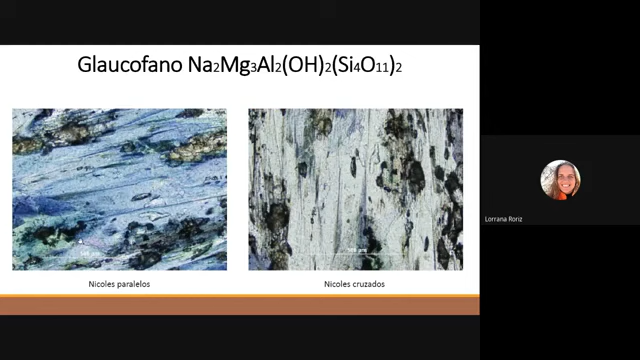 Glaucofano Na2Mg3Al2(OH)2(Si4O11)2
Nicoles paralelos
Nicoles cruzados
Lorrana Roriz